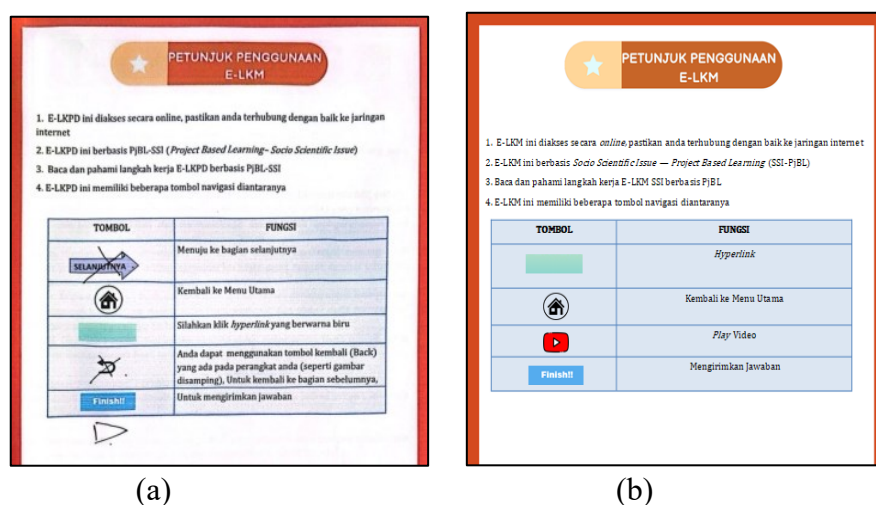 PETUNJUK PENGGUNAAN
E-LKM
1. E-LKPD ini diakses secara online, pastikan anda terhubung dengan baik ke jaringan
internet
2. E-LKPD ini berbasis PjBL-SSI (Project Based Learning- Socio Scientific Issue)
3. Baca dan pahami langkah kerja E-LKPD berbasis PjBL-SSI
4. E-LKPD ini memiliki beberapa tombol navigasi diantaranya
TOMBOL FUNGSI
SELANJUTNYA Menuju ke bagian selanjutnya
Kembali ke Menu Utama
Silahkan klik hyperlink yang berwarna biru
Anda dapat menggunakan tombol kembali (Back)
yang ada pada perangkat anda (seperti gambar
disamping), Untuk kembali ke bagian sebelumnya,
Finish!! Untuk mengirimkan jawaban
(a)
PETUNJUK PENGGUNAAN
E-LKM
1. E-LKM ini diakses secara online, pastikan anda terhubung dengan baik ke jaringan internet
2. E-LKM ini berbasis Socio Scientific Issue — Project Based Learning (SSI-PjBL)
3. Baca dan pahami langkah kerja E-LKM SSI berbasis PjBL
4. E-LKM ini memiliki beberapa tombol navigasi diantaranya
TOMBOL FUNGSI
Hyperlink
Kembali ke Menu Utama
Play Video
Finish!! Mengirimkan Jawaban
(b)